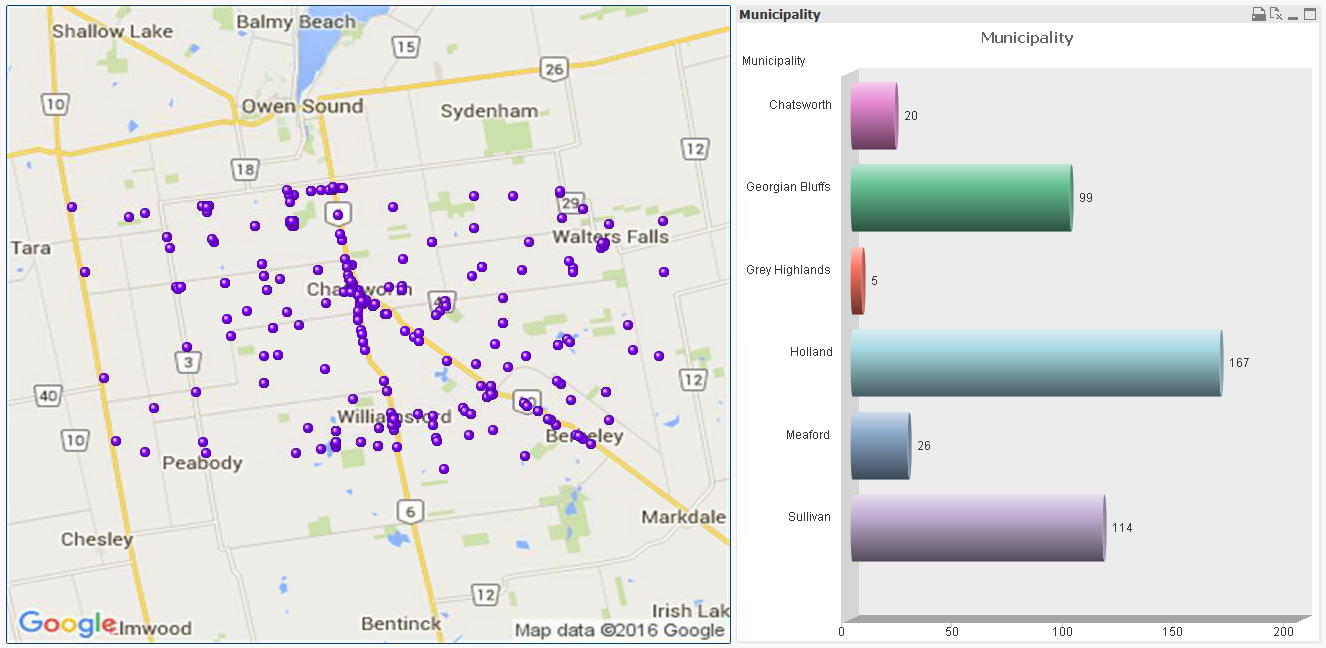 Shallow Lake
Balmy Beach
15
26
10
Owen Sound
Sydenham
12
18
29
Tara
Walters Falls
Chatsworth
3
12
40
Williamsford
10
Berkeley
Peabody
6
Markdale
Chesley
12
Irish Lak
Google
Elmwood
Bentinck
Map data ©2016 Google
Municipality
Municipality
Municipality
Chatsworth
20
Georgian Bluffs
99
Grey Highlands
5
Holland
167
Meaford
26
Sullivan
114
0
50
100
150
200